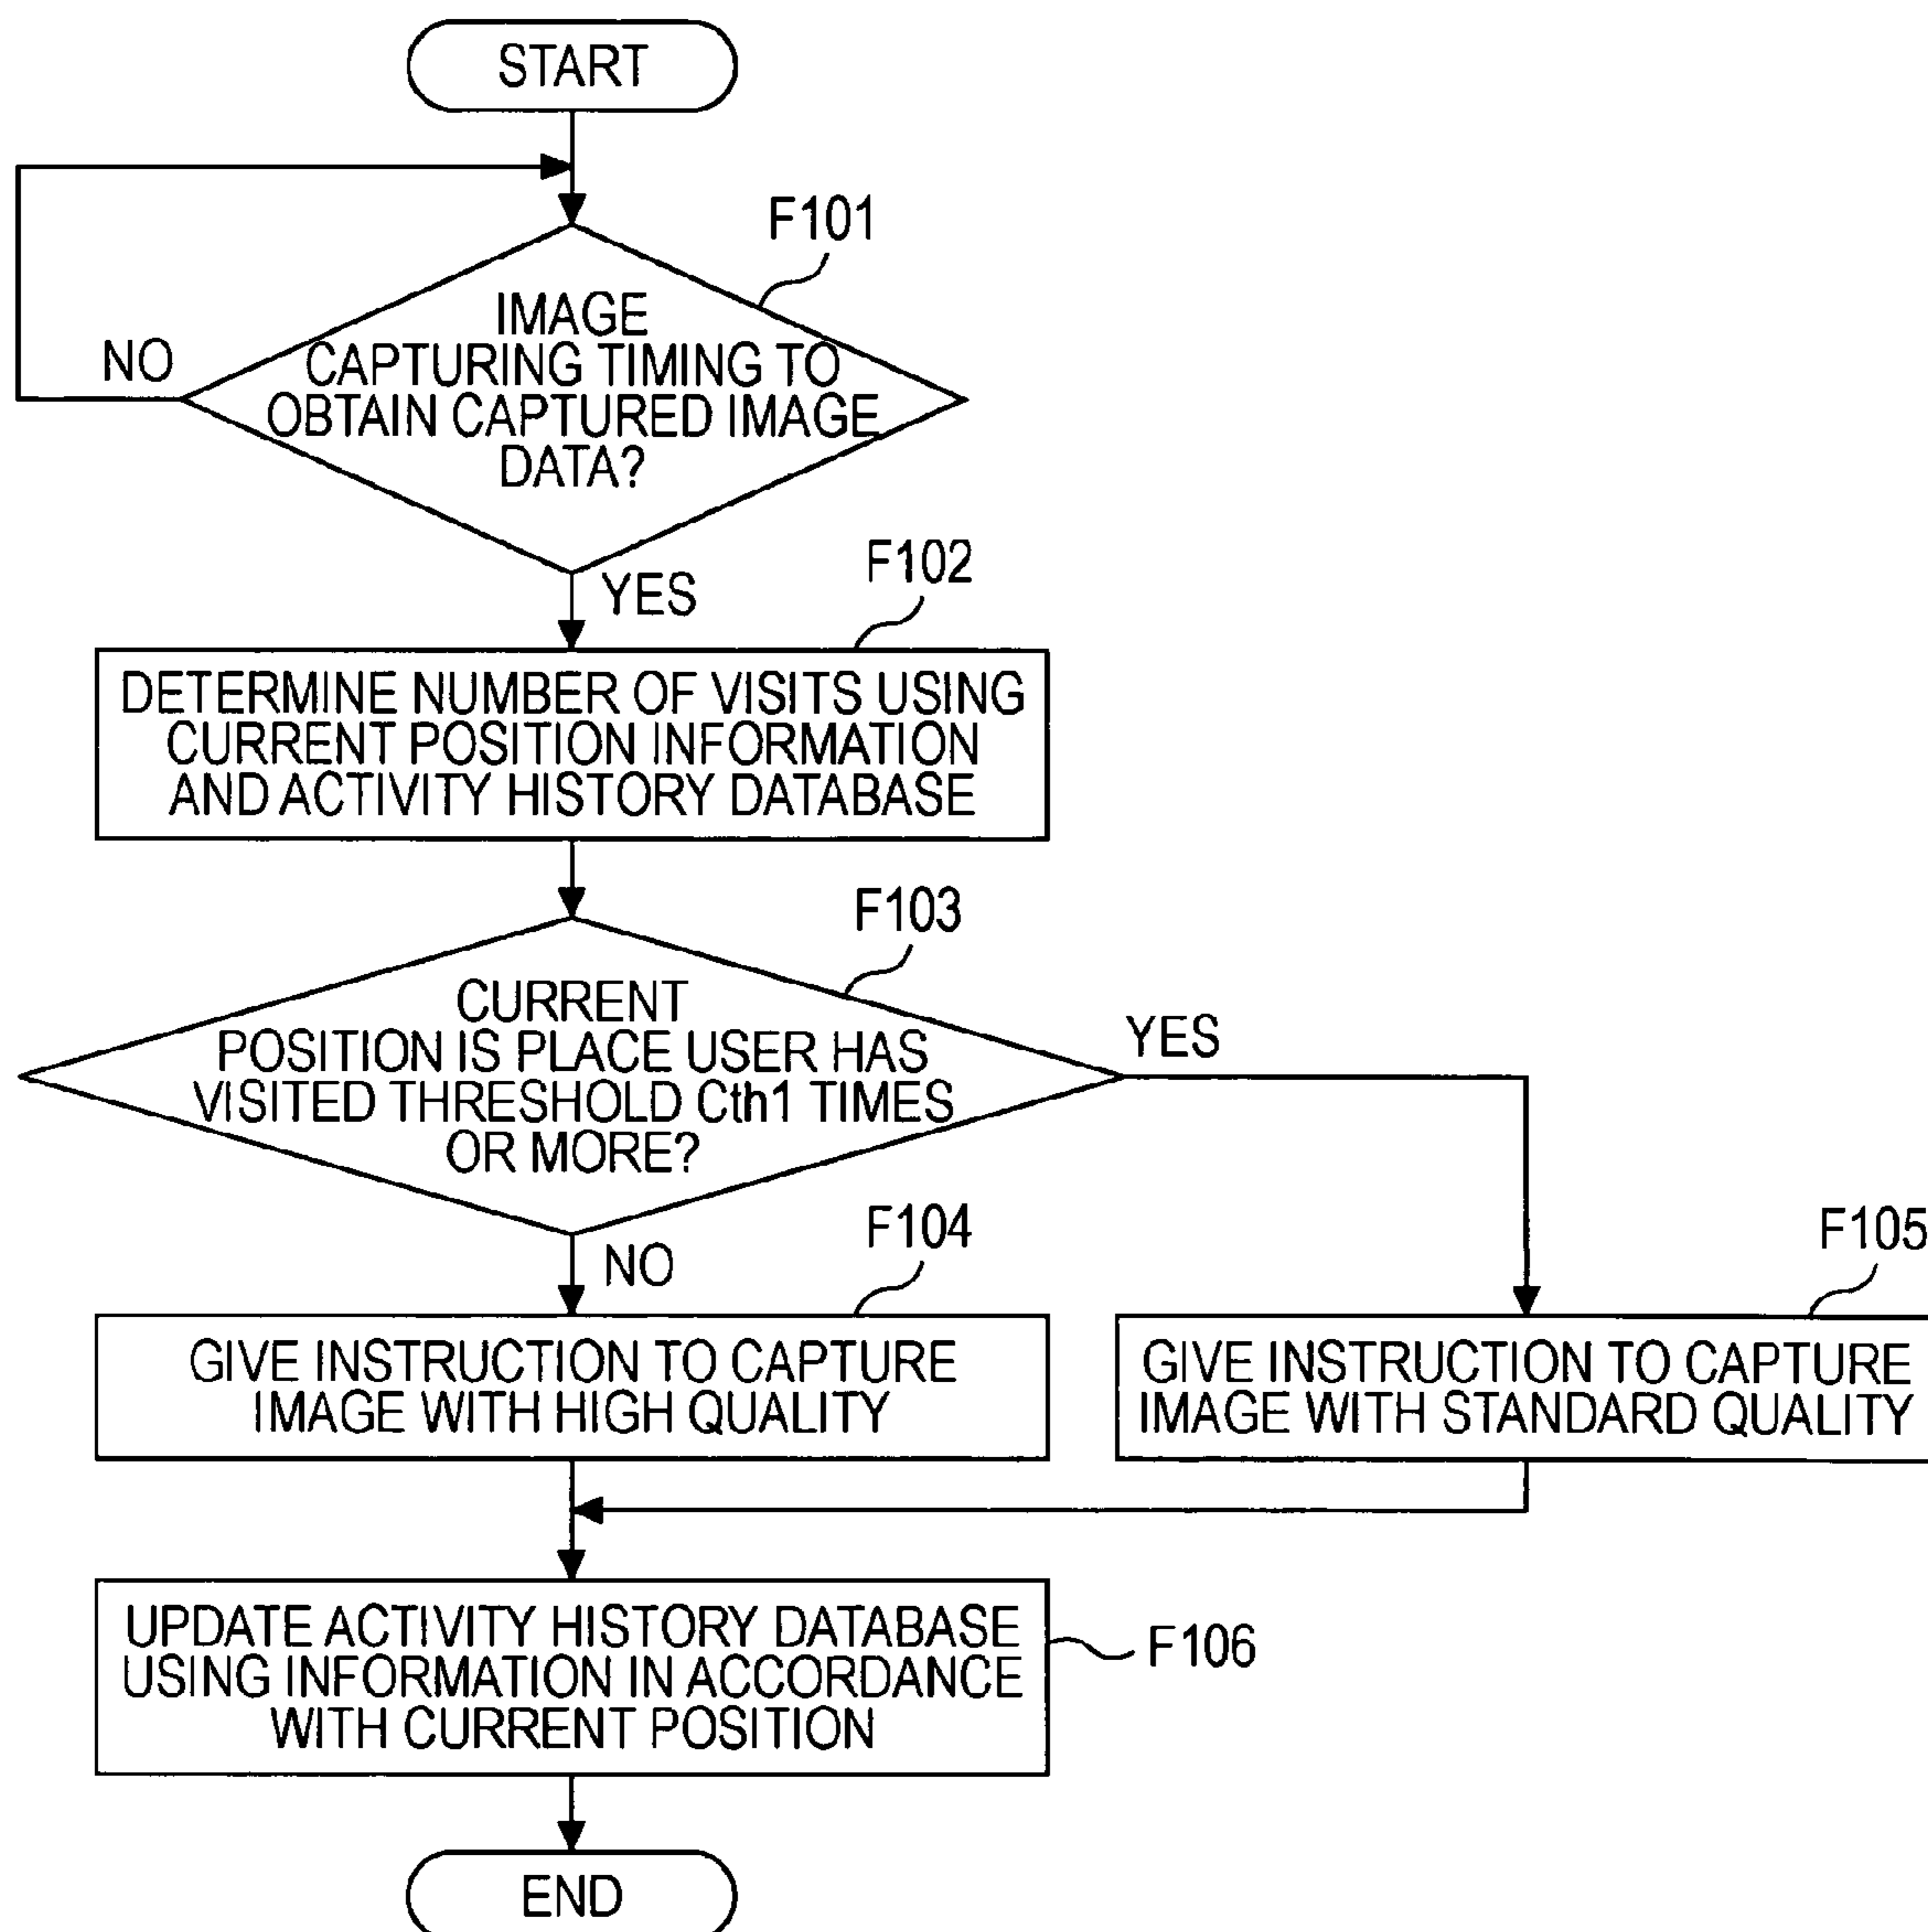 START
F101
IMAGE
CAPTURING TIMING TO
OBTAIN CAPTURED IMAGE
DATA?
NO
YES
F102
DETERMINE NUMBER OF VISITS USING
CURRENT POSITION INFORMATION
AND ACTIVITY HISTORY DATABASE
F103
CURRENT
POSITION IS PLACE USER HAS
VISITED THRESHOLD Cth1 TIMES
OR MORE?
YES
NO
F104
GIVE INSTRUCTION TO CAPTURE
IMAGE WITH HIGH QUALITY
F105
GIVE INSTRUCTION TO CAPTURE
IMAGE WITH STANDARD QUALITY
UPDATE ACTIVITY HISTORY DATABASE
USING INFORMATION IN ACCORDANCE
WITH CURRENT POSITION
F106
END